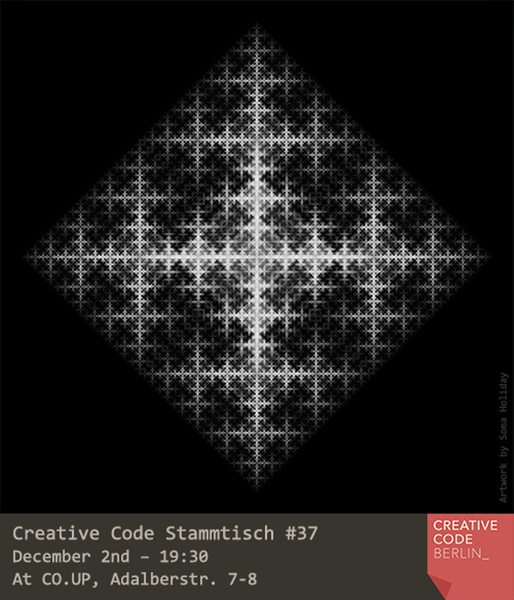 Artwork by Soma Holiday
Creative Code Stammtisch #37
December 2nd – 19:30
At CO.UP, Adalberstr. 7-8
CREATIVE
CODE
BERLIN_